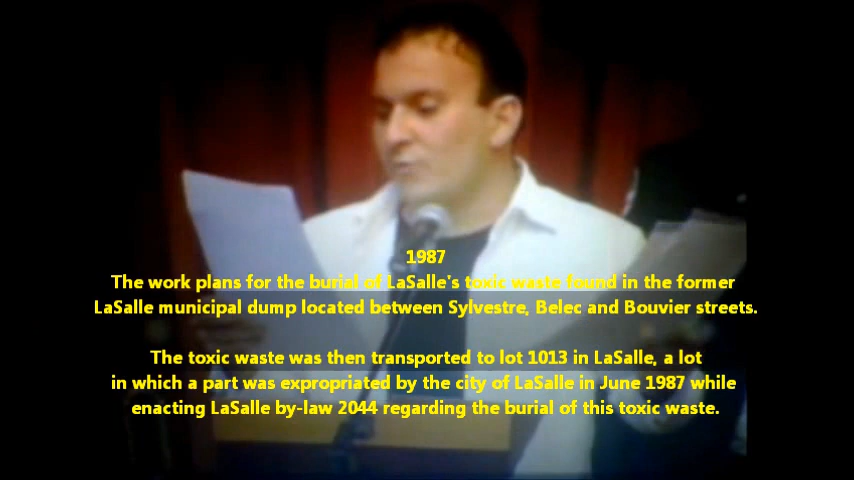 1987
The work plans for the burial of LaSalle's toxic waste found in the former
LaSalle municipal dump located between Sylvestre, Belec and Bouvier streets.
The toxic waste was then transported to lot 1013 in LaSalle, a lot
in which a part was expropriated by the city of LaSalle in June 1987 while
enacting LaSalle by-law 2044 regarding the burial of this toxic waste.